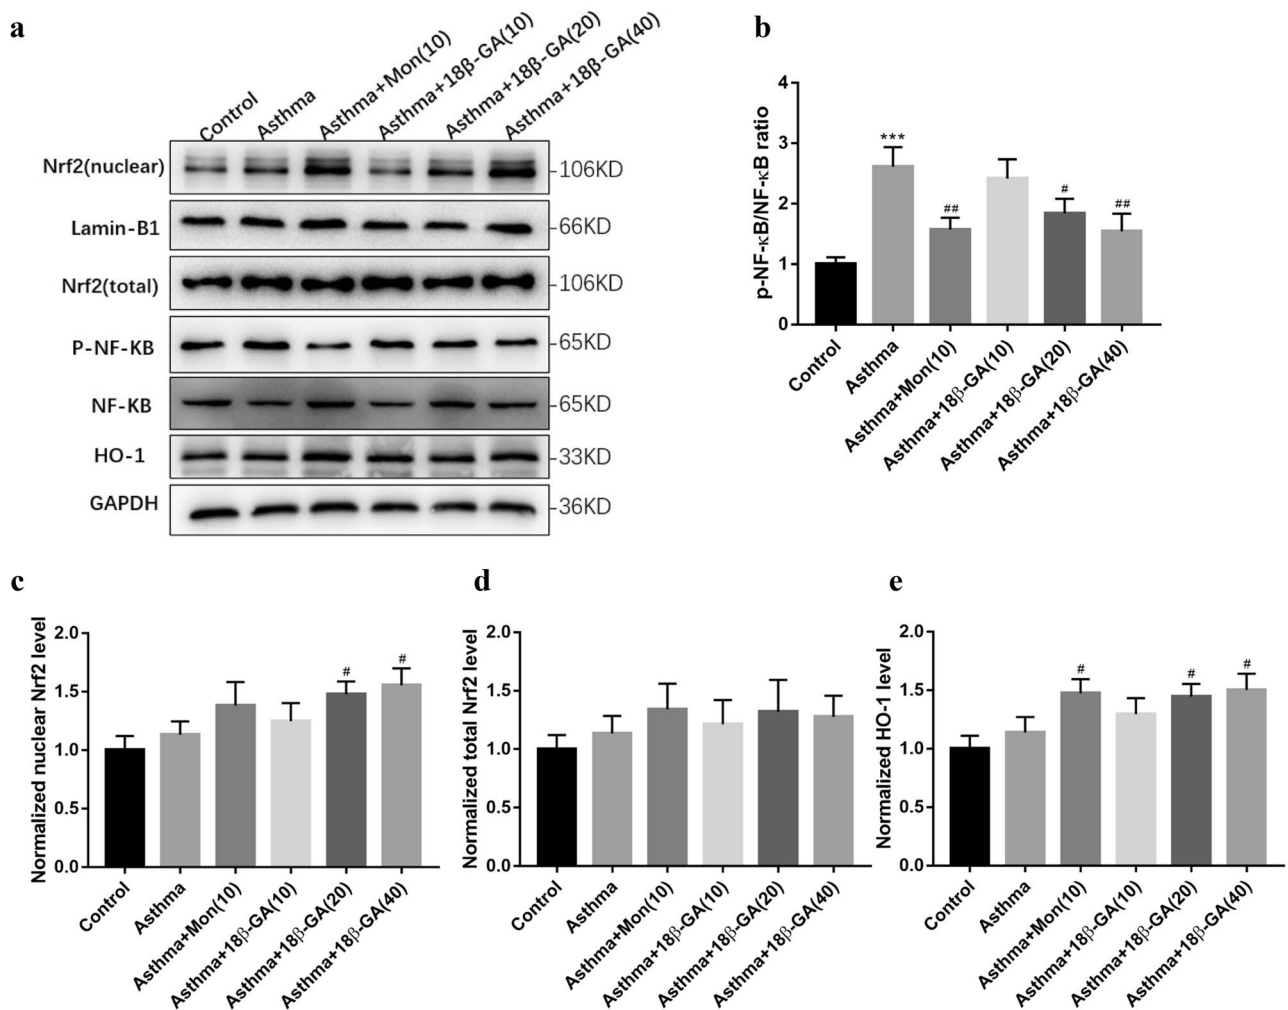 a
Control
Asthma
Asthma+Mon(10)
Asthma+18β-GA(10)
Asthma+18β-GA(20)
Asthma+18β-GA(40)
Nrf2(nuclear)
-106KD
Lamin-B1
-66KD
Nrf2(total)
-106KD
P-NF-KB
-65KD
NF-KB
-65KD
HO-1
-33KD
GAPDH
-36KD
b
p-NF-κB/NF-κB ratio
4
3
2
1
0
***
##
#
##
Control
Asthma
Asthma+Mon(10)
Asthma+18β-GA(10)
Asthma+18β-GA(20)
Asthma+18β-GA(40)
c
Normalized nuclear Nrf2 level
2.0
1.5
1.0
0.5
0.0
#
#
Control
Asthma
Asthma+Mon(10)
Asthma+18β-GA(10)
Asthma+18β-GA(20)
Asthma+18β-GA(40)
d
Normalized total Nrf2 level
2.0
1.5
1.0
0.5
0.0
Control
Asthma
Asthma+Mon(10)
Asthma+18β-GA(10)
Asthma+18β-GA(20)
Asthma+18β-GA(40)
e
Normalized HO-1 level
2.0
1.5
1.0
0.5
0.0
#
#
#
Control
Asthma
Asthma+Mon(10)
Asthma+18β-GA(10)
Asthma+18β-GA(20)
Asthma+18β-GA(40)